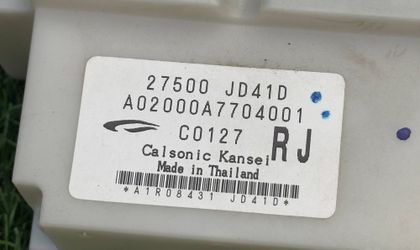 27500 JD41D
A02000A7704001
C0127 RJ
Calsonic Kansei
Made in Thailand
*A1R08431 JD41D*